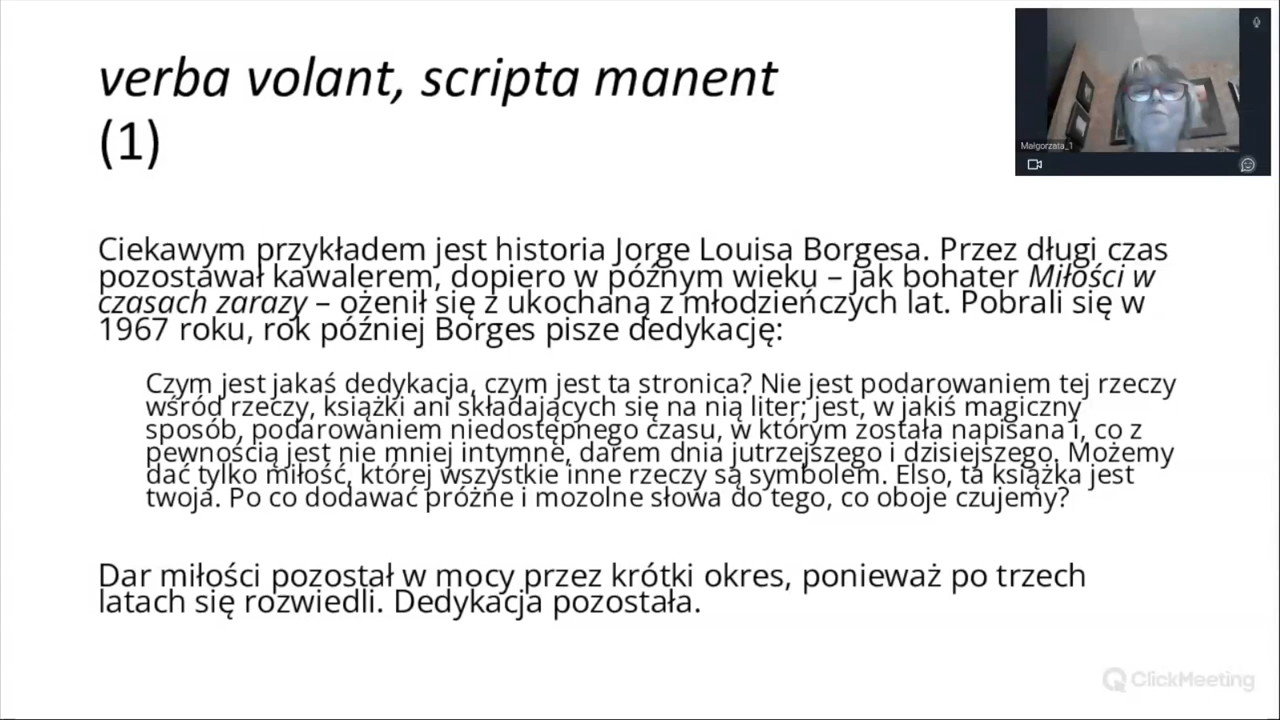 verba volant, scripta manent
(1)
Małgorzata_1
Ciekawym przykładem jest historia Jorge Louisa Borgesa. Przez długi czas
pozostawał kawalerem, dopiero w późnym wieku – jak bohater Miłości w
czasach zarazy – ożenił się z ukochaną z młodzieńczych lat. Pobrali się w
1967 roku, rok później Borges pisze dedykację:
Czym jest jakaś dedykacja, czym jest ta stronica? Nie jest podarowaniem tej rzeczy
wśród rzeczy, książki ani składających się na nią liter; jest, w jakiś magiczny
sposób, podarowaniem niedostępnego czasu, w którym została napisana i, co z
pewnością jest nie mniej intymne, darem dnia jutrzejszego i dzisiejszego. Możemy
dać tylko miłość, której wszystkie inne rzeczy są symbolem. Elso, ta książka jest
twoja. Po co dodawać próżne i mozolne słowa do tego, co oboje czujemy?
Dar miłości pozostał w mocy przez krótki okres, ponieważ po trzech
latach się rozwiedli. Dedykacja pozostała.
ClickMeeting